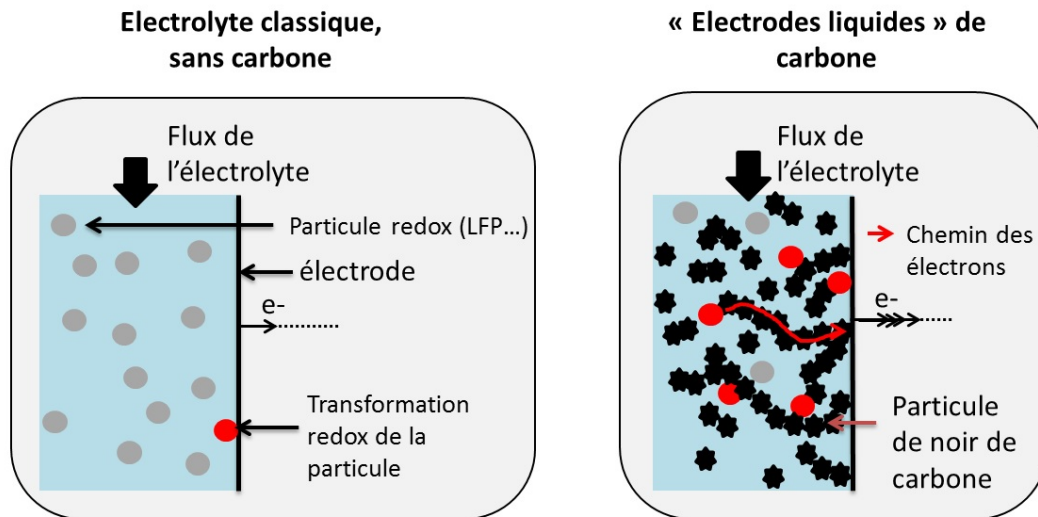 Electrolyte classique,
sans carbone
Flux de
l’électrolyte
Particule redox (LFP…)
électrode
e-
Transformation
redox de la
particule
« Electrodes liquides » de
carbone
Flux de
l’électrolyte
Chemin des
électrons
e-
Particule
de noir de
carbone